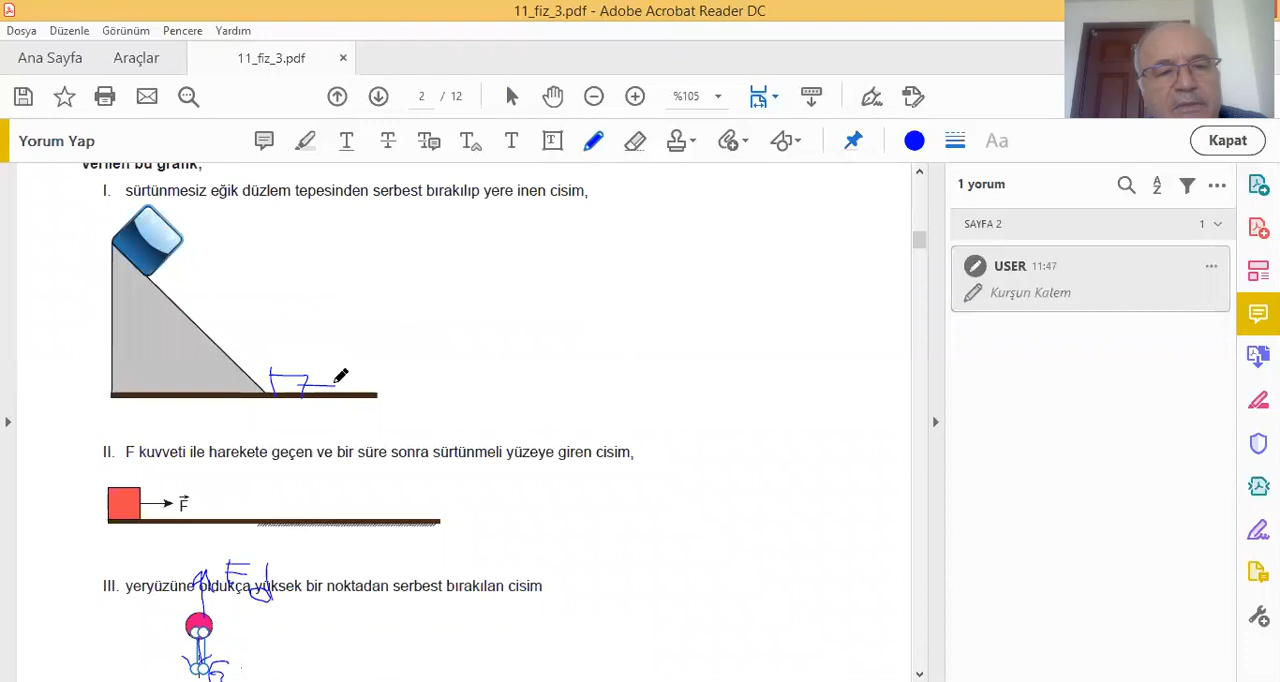 11_fiz_3.pdf - Adobe Acrobat Reader DC
Dosya Düzenle Görünüm Pencere Yardım
Ana Sayfa Araçlar 11_fiz_3.pdf ×
2 / 12 %105
Yorum Yap T T T T T Aa Kapat
verilen bu grafik;
I. sürtünmesiz eğik düzlem tepesinden serbest bırakılıp yere inen cisim,
II. F kuvveti ile harekete geçen ve bir süre sonra sürtünmeli yüzeye giren cisim,
F
III. yeryüzüne oldukça yüksek bir noktadan serbest bırakılan cisim
Fd
G
1 yorum
SAYFA 2 1
USER 11:47
Kurşun Kalem